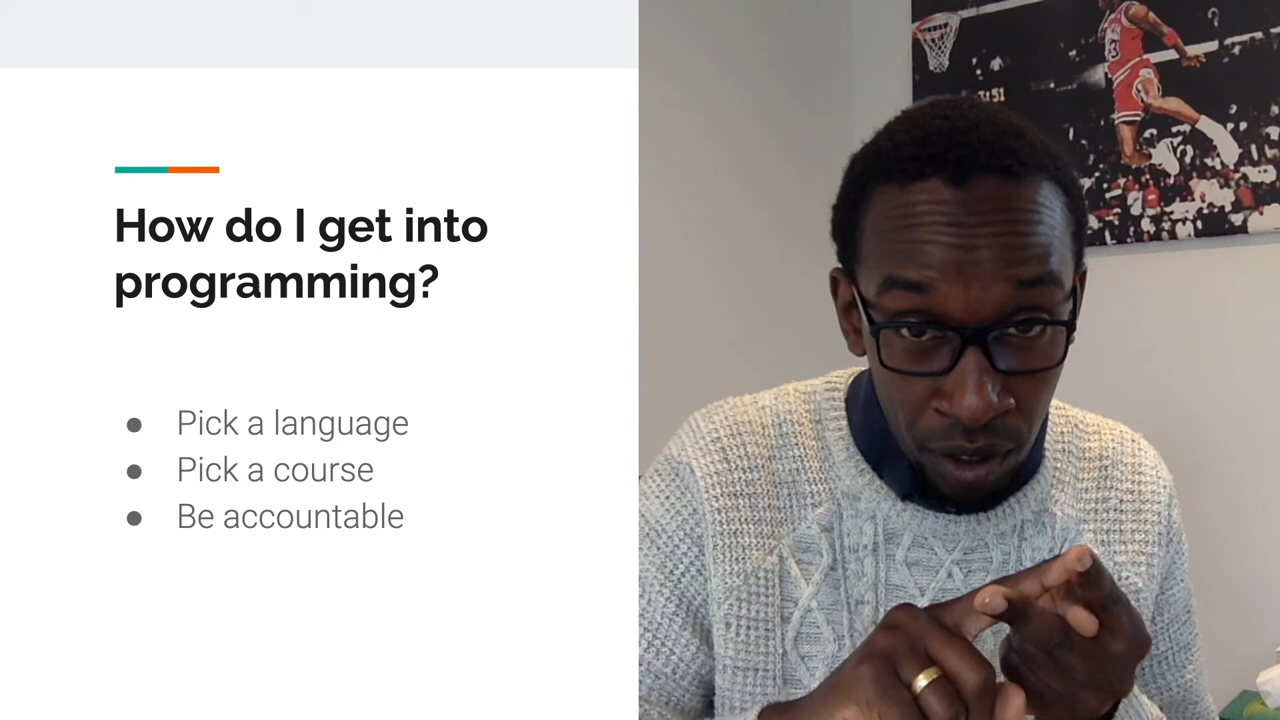 How do I get into
programming?
● Pick a language
● Pick a course
● Be accountable